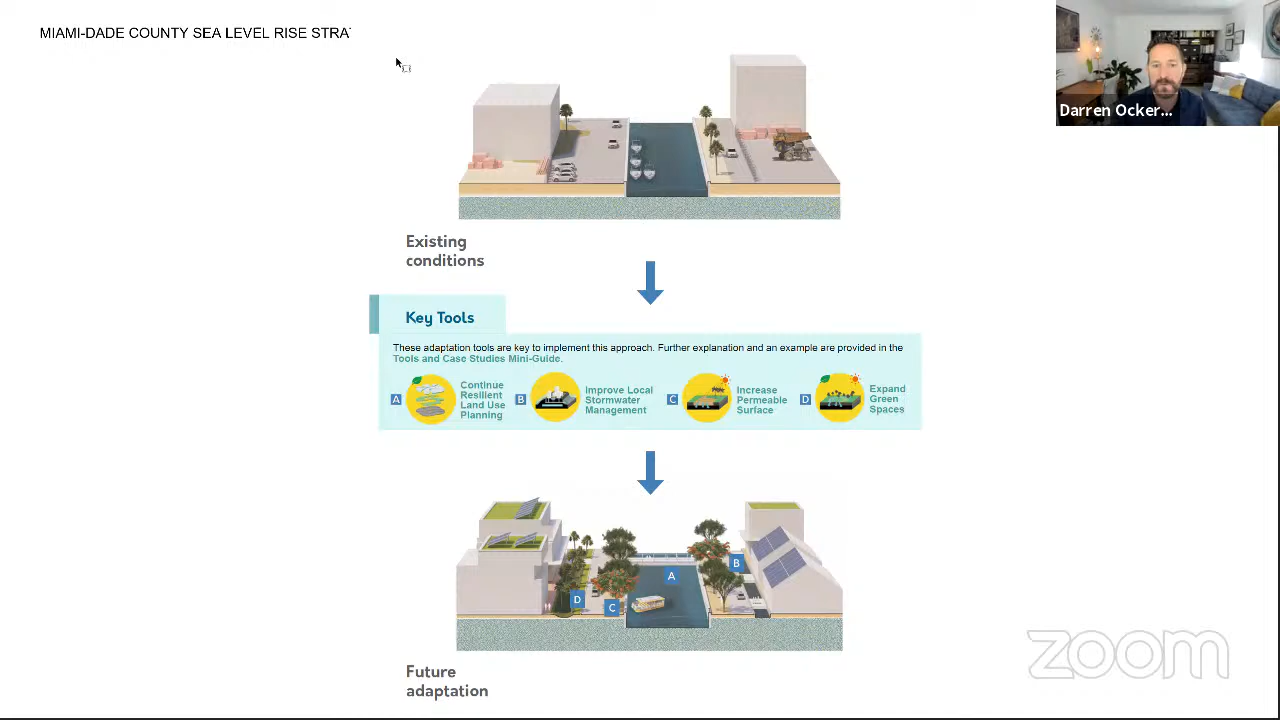 MIAMI-DADE COUNTY SEA LEVEL RISE STRA
Darren Ocker...
Existing
conditions
Key Tools
These adaptation tools are key to implement this approach. Further explanation and an example are provided in the
Tools and Case Studies Mini-Guide.
A
Continue
Resilient
Land Use
Planning
B
Improve Local
Stormwater
Management
C
Increase
Permeable
Surface
D
Expand
Green
Spaces
A
B
D
C
zoom
Future
adaptation